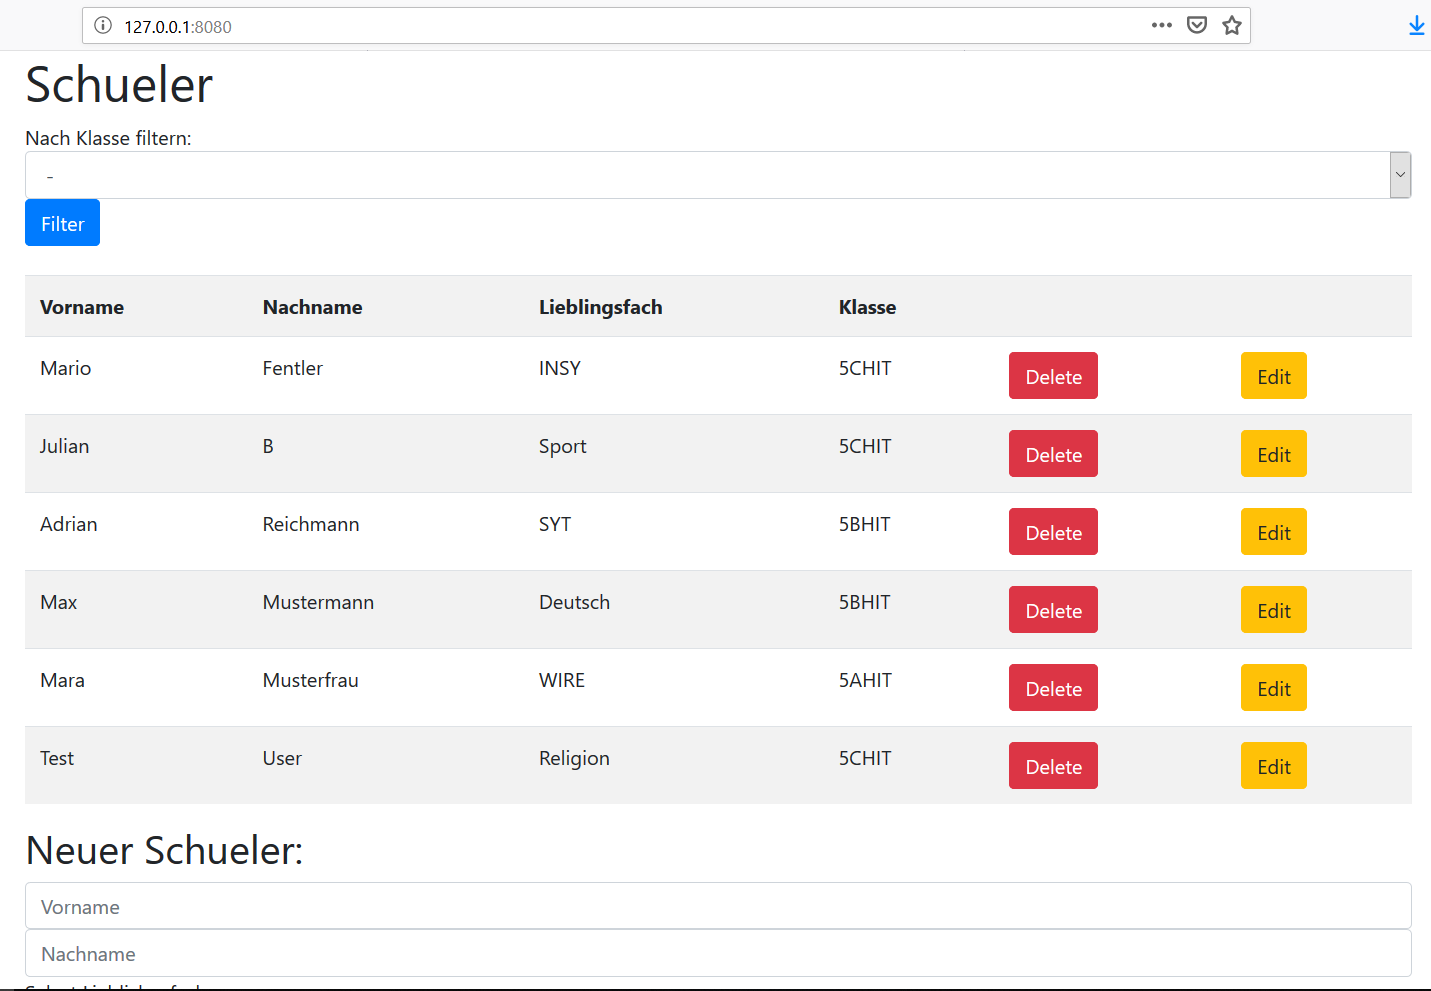 127.0.0.1:8080
Schueler
Nach Klasse filtern:
-
Filter
Vorname Nachname Lieblingsfach Klasse
Mario Fentler INSY 5CHIT Delete Edit
Julian B Sport 5CHIT Delete Edit
Adrian Reichmann SYT 5BHIT Delete Edit
Max Mustermann Deutsch 5BHIT Delete Edit
Mara Musterfrau WIRE 5AHIT Delete Edit
Test User Religion 5CHIT Delete Edit
Neuer Schueler:
Vorname
Nachname